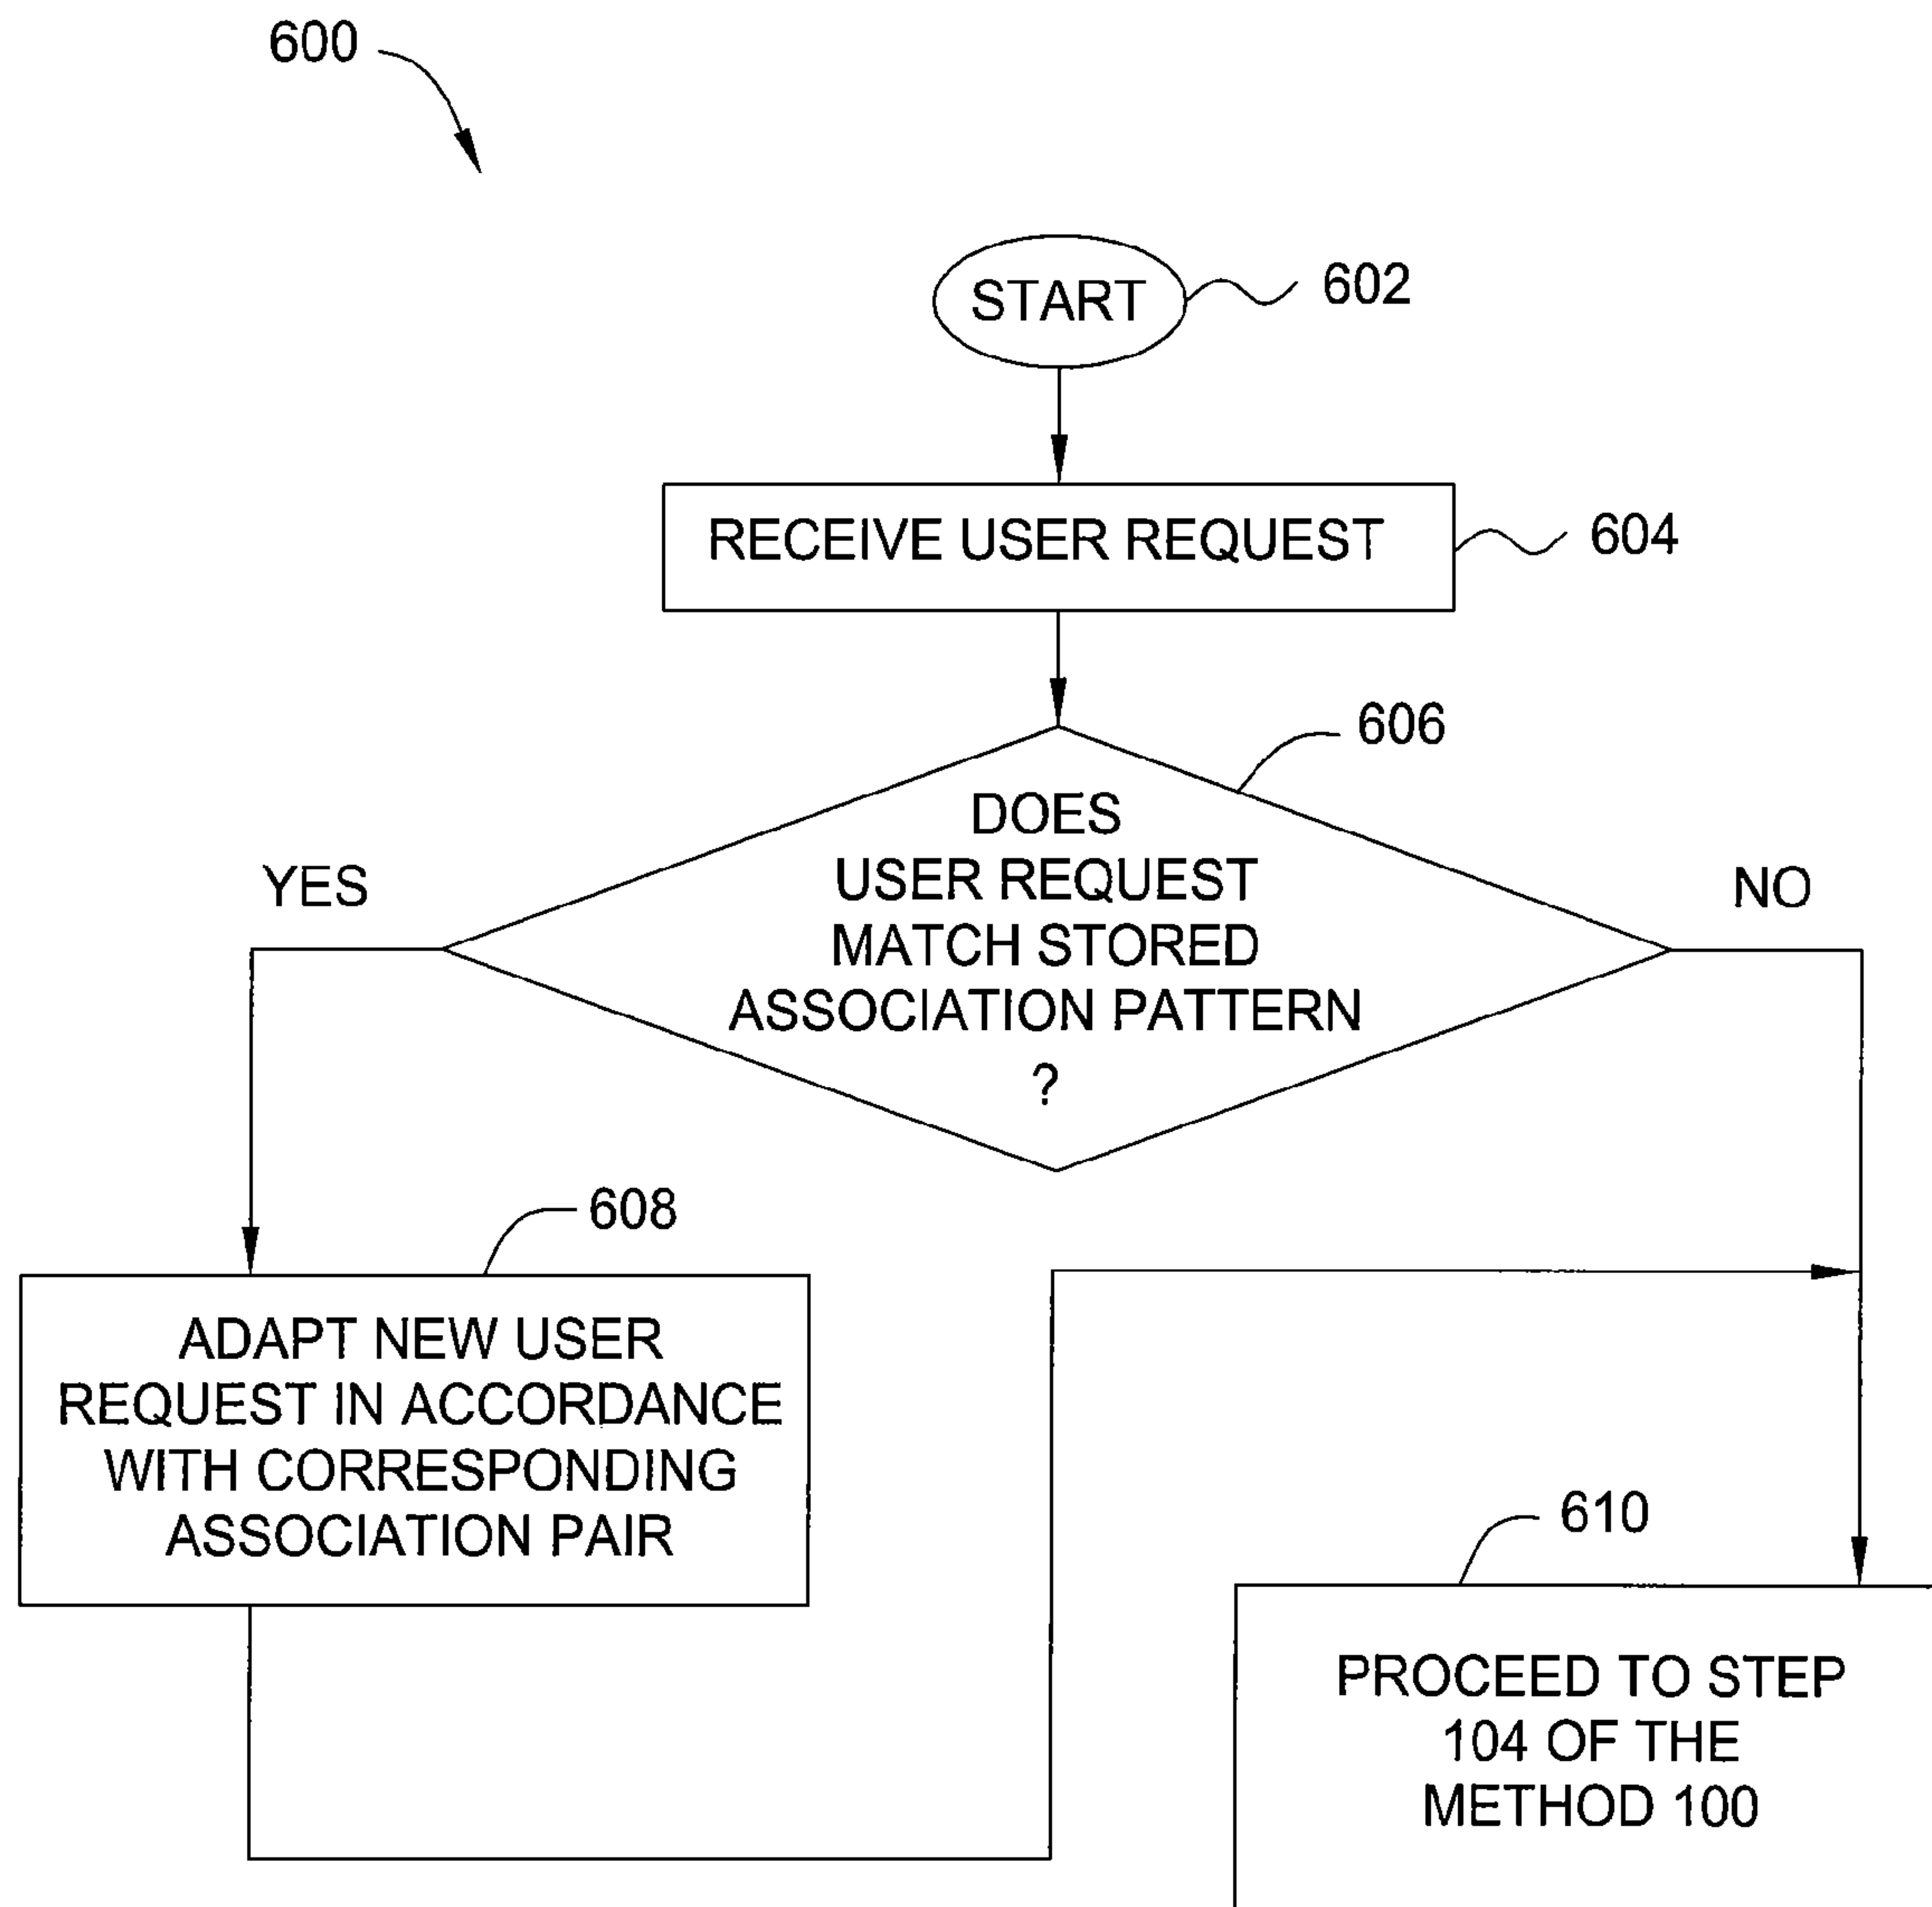 600
START
602
RECEIVE USER REQUEST
604
606
DOES
USER REQUEST
MATCH STORED
ASSOCIATION PATTERN
?
YES
NO
608
ADAPT NEW USER
REQUEST IN ACCORDANCE
WITH CORRESPONDING
ASSOCIATION PAIR
610
PROCEED TO STEP
104 OF THE
METHOD 100